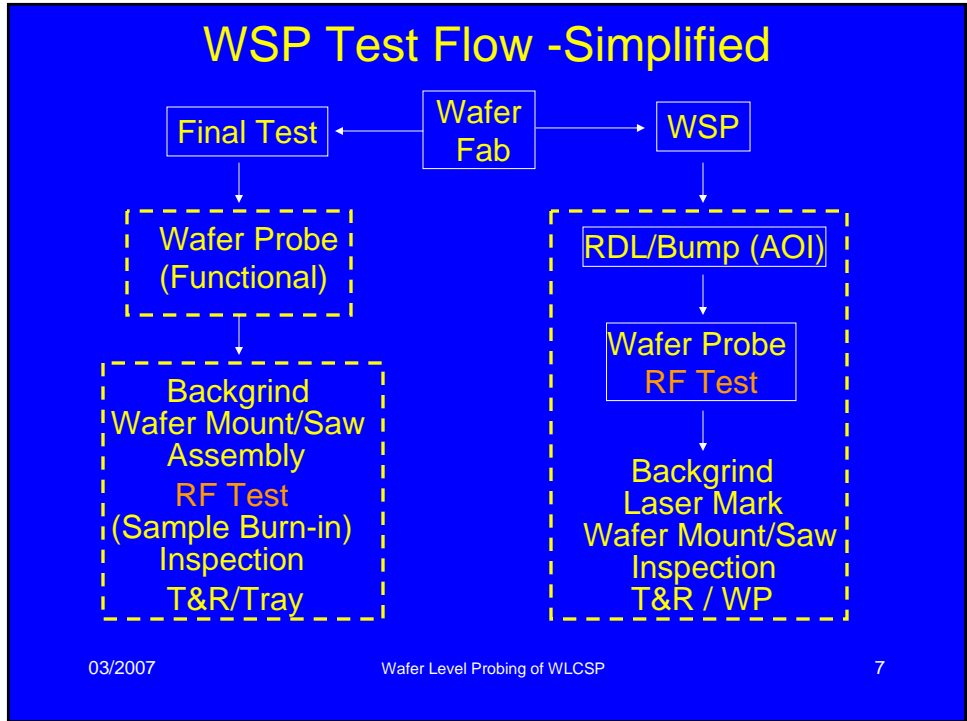 WSP Test Flow -Simplified
Wafer
Fab
Final Test
WSP
Wafer Probe
(Functional)
Backgrind
Wafer Mount/Saw
Assembly
RF Test
(Sample Burn-in)
Inspection
T&R/Tray
RDL/Bump (AOI)
Wafer Probe
RF Test
Backgrind
Laser Mark
Wafer Mount/Saw
Inspection
T&R / WP
03/2007
Wafer Level Probing of WLCSP
7